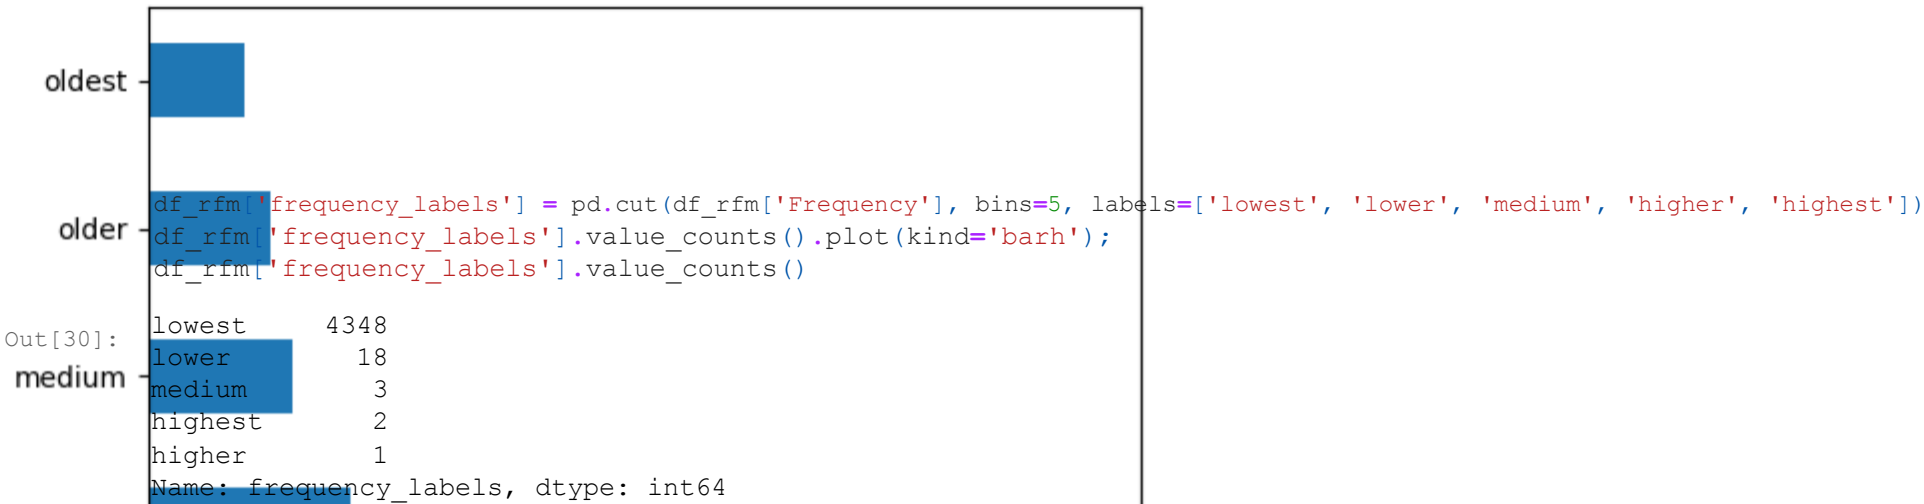 oldest
df_rfm['frequency_labels'] = pd.cut(df_rfm['Frequency'], bins=5, labels=['lowest', 'lower', 'medium', 'higher', 'highest'])
older
df_rfm['frequency_labels'].value_counts().plot(kind='barh');
df_rfm['frequency_labels'].value_counts()
Out[30]:
lowest 4348
lower 18
medium
medium 3
highest 2
higher 1
Name: frequency_labels, dtype: int64